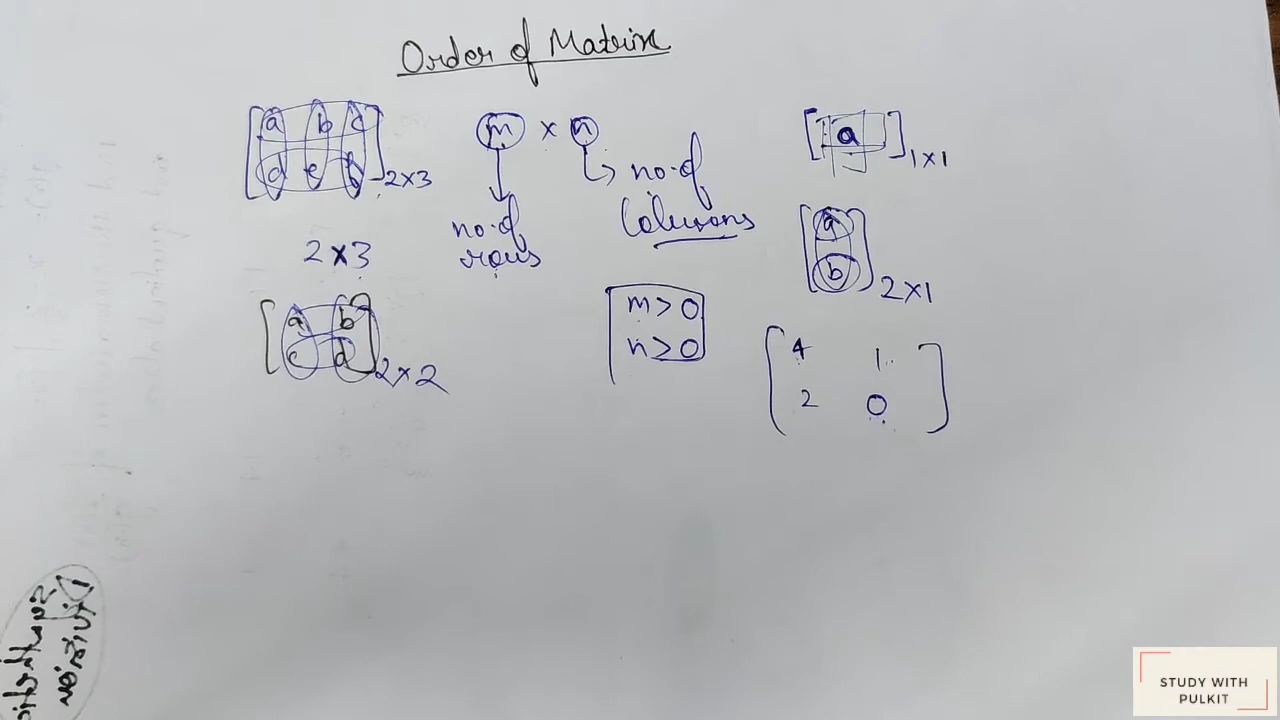 Order of Matrix
[a b c
d e f] 2×3
m × n
no. of rows
no. of Columns
2×3
[a b
c d] 2×2
m>0
n>0
[a] 1×1
[a
b] 2×1
[4 1
2 0]
STUDY WITH
PULKIT